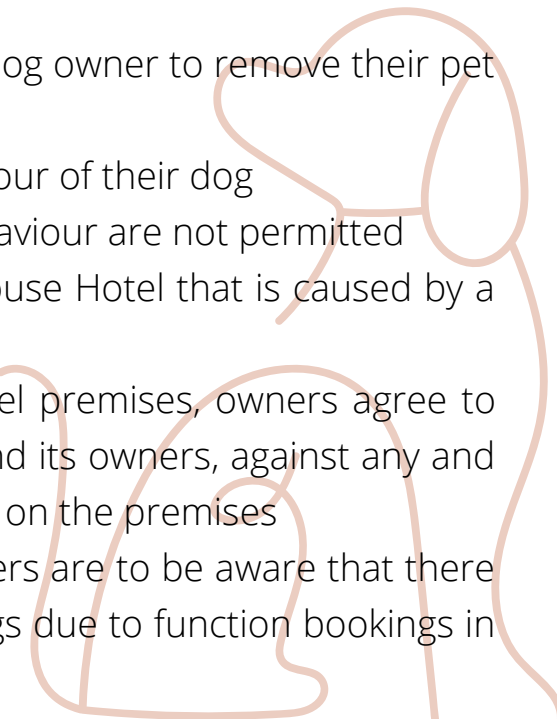 og owner to remove their pet
our of their dog
aviour are not permitted
ouse Hotel that is caused by a
el premises, owners agree to
nd its owners, against any and
on the premises
ers are to be aware that there
gs due to function bookings in